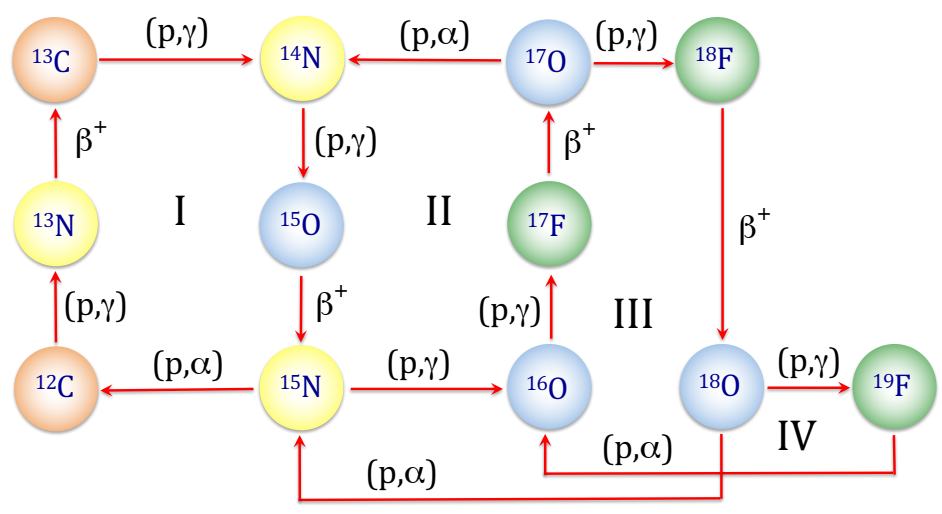 (p,γ) (p,α) (p,γ)
¹³C ¹⁴N ¹⁷O ¹⁸F
β⁺ (p,γ) β⁺
¹³N I ¹⁵O II ¹⁷F β⁺
(p,γ) β⁺ (p,γ) III
(p,α) (p,γ) (p,γ)
¹²C ¹⁵N ¹⁶O ¹⁸O ¹⁹F
(p,α) IV
(p,α)